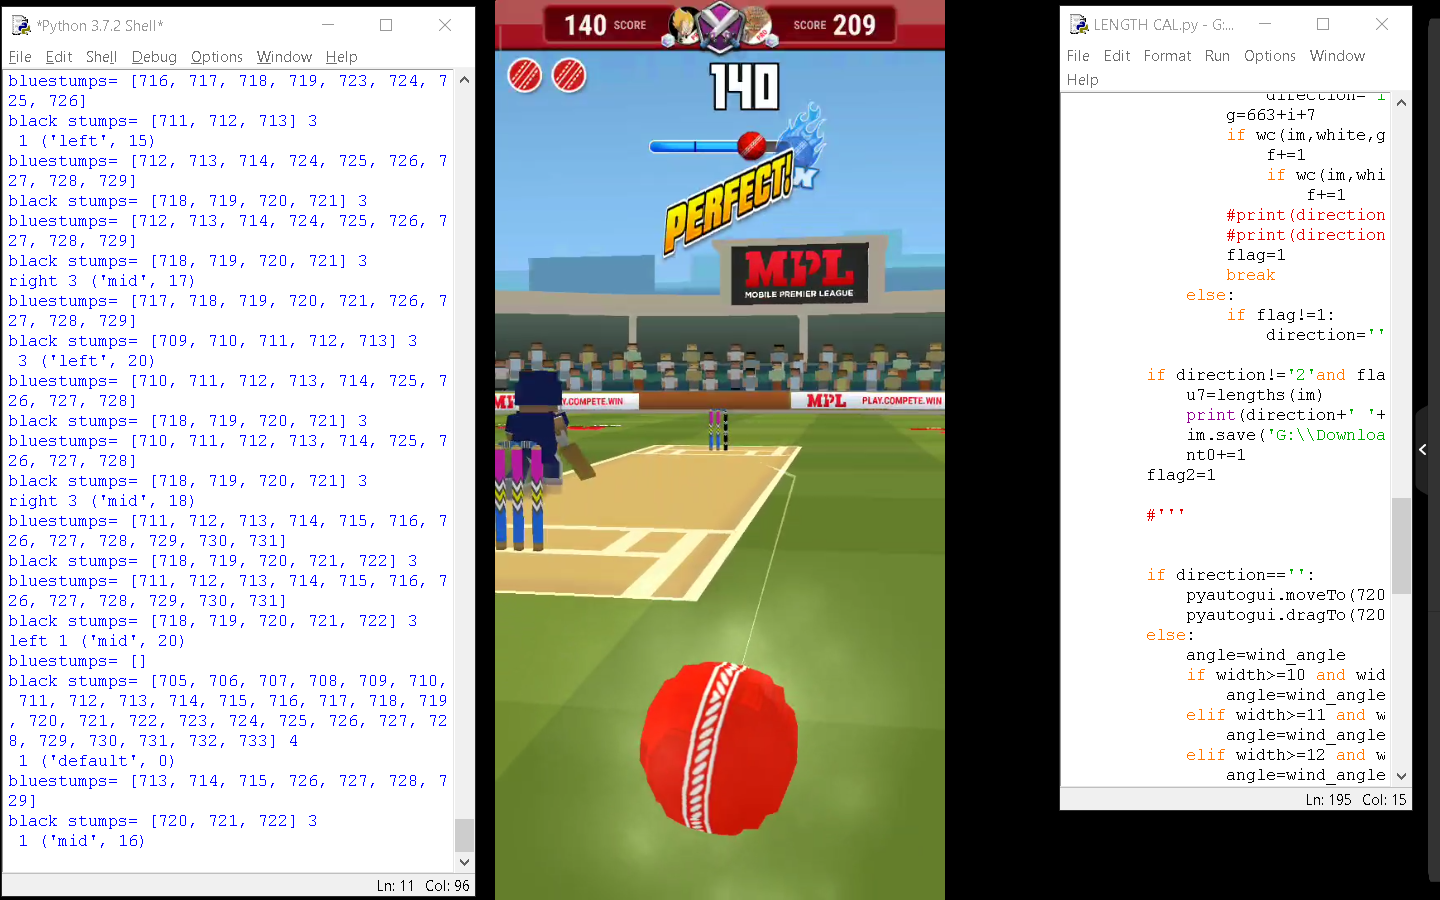 *Python 3.7.2 Shell*
File Edit Shell Debug Options Window Help
bluestumps= [716, 717, 718, 719, 723, 724, 7
25, 726]
black stumps= [711, 712, 713] 3
1 ('left', 15)
bluestumps= [712, 713, 714, 724, 725, 726, 7
27, 728, 729]
black stumps= [718, 719, 720, 721] 3
bluestumps= [712, 713, 714, 724, 725, 726, 7
27, 728, 729]
black stumps= [718, 719, 720, 721] 3
right 3 ('mid', 17)
bluestumps= [717, 718, 719, 720, 721, 726, 7
27, 728, 729]
black stumps= [709, 710, 711, 712, 713] 3
3 ('left', 20)
bluestumps= [710, 711, 712, 713, 714, 725, 7
26, 727, 728]
black stumps= [718, 719, 720, 721] 3
bluestumps= [710, 711, 712, 713, 714, 725, 7
26, 727, 728]
black stumps= [718, 719, 720, 721] 3
right 3 ('mid', 18)
bluestumps= [711, 712, 713, 714, 715, 716, 7
26, 727, 728, 729, 730, 731]
black stumps= [718, 719, 720, 721, 722] 3
bluestumps= [711, 712, 713, 714, 715, 716, 7
26, 727, 728, 729, 730, 731]
black stumps= [718, 719, 720, 721, 722] 3
left 1 ('mid', 20)
bluestumps= []
black stumps= [705, 706, 707, 708, 709, 710,
711, 712, 713, 714, 715, 716, 717, 718, 719
, 720, 721, 722, 723, 724, 725, 726, 727, 72
8, 729, 730, 731, 732, 733] 4
1 ('default', 0)
bluestumps= [713, 714, 715, 726, 727, 728, 7
29]
black stumps= [720, 721, 722] 3
1 ('mid', 16)
Ln: 11 Col: 96
140 SCORE
SCORE 209
140
PERFECT!
MPL
MOBILE PREMIER LEAGUE
PLAY.COMPETE.WIN
MPL PLAY.COMPETE.WIN
LENGTH CAL.py - G:...
File Edit Format Run Options Window
Help
direction='l
g=663+i+7
if wc(im,white,g
f+=1
if wc(im,whi
f+=1
#print(direction
#print(direction
flag=1
break
else:
if flag!=1:
direction=''
if direction!='2'and fla
u7=lengths(im)
print(direction+' '+
im.save('G:\\Downloa
nt0+=1
flag2=1
#'''
if direction=='':
pyautogui.moveTo(720
pyautogui.dragTo(720
else:
angle=wind_angle
if width>=10 and wid
angle=wind_angle
elif width>=11 and w
angle=wind_angle
elif width>=12 and w
angle=wind_angle
Ln: 195 Col: 15